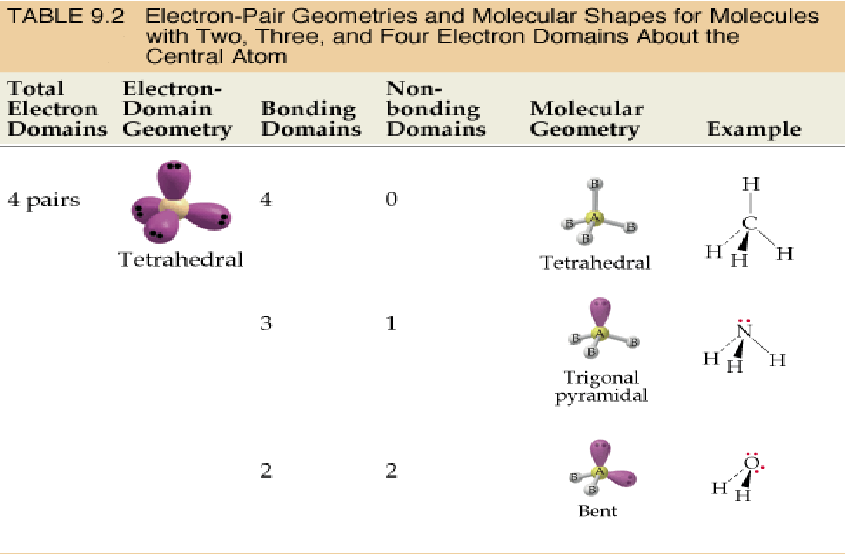 TABLE 9.2 Electron-Pair Geometries and Molecular Shapes for Molecules
with Two, Three, and Four Electron Domains About the
Central Atom
Total Electron- Non-
Electron Domain Bonding bonding Molecular
Domains Geometry Domains Domains Geometry Example
4 pairs 4 0
Tetrahedral
B
A
B B
B
Tetrahedral
H
C
H H H
3 1
A
B B
B
Trigonal
pyramidal
N
H H H
2 2
A
B
B
Bent
O
H H